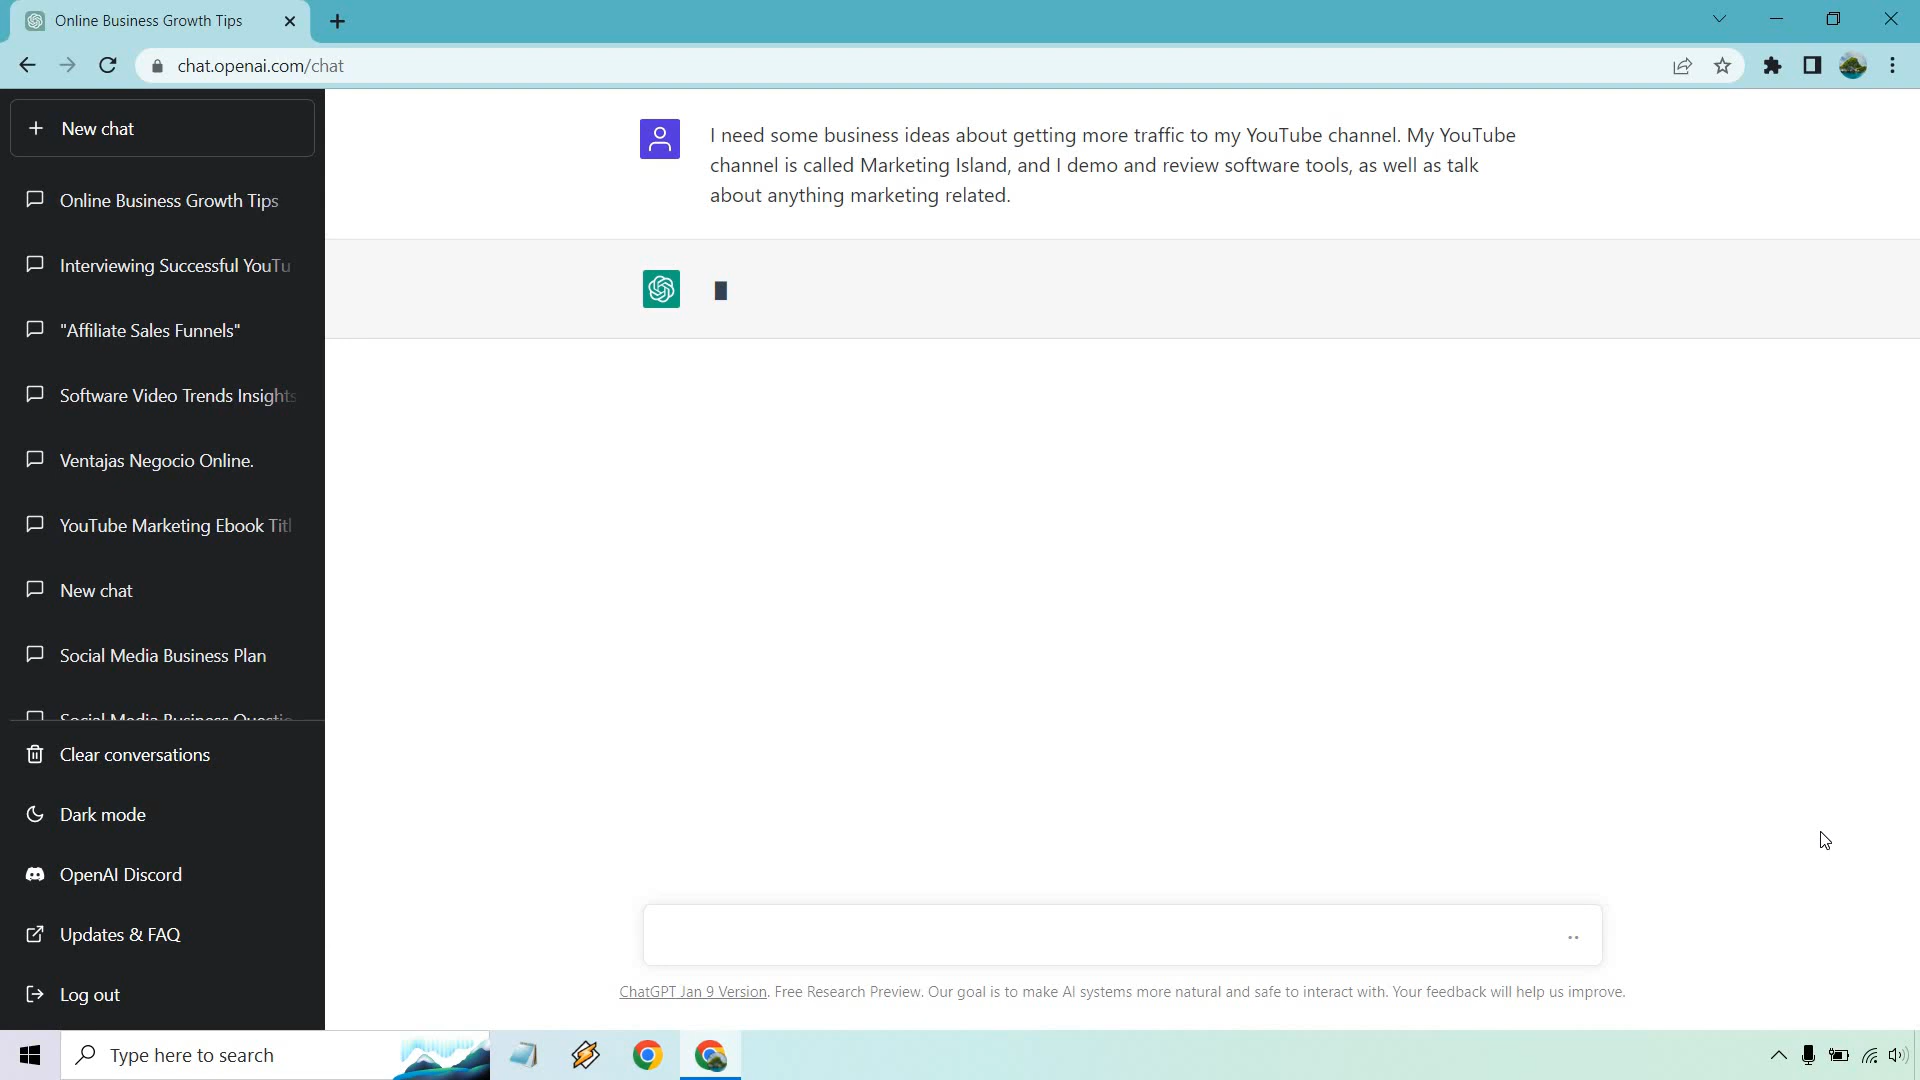 Online Business Growth Tips
chat.openai.com/chat
New chat
Online Business Growth Tips
Interviewing Successful YouTu
"Affiliate Sales Funnels"
Software Video Trends Insights
Ventajas Negocio Online.
YouTube Marketing Ebook Titl
New chat
Social Media Business Plan
Social Media Business Questio
Clear conversations
Dark mode
OpenAI Discord
Updates & FAQ
Log out
I need some business ideas about getting more traffic to my YouTube channel. My YouTube
channel is called Marketing Island, and I demo and review software tools, as well as talk
about anything marketing related.
ChatGPT Jan 9 Version. Free Research Preview. Our goal is to make AI systems more natural and safe to interact with. Your feedback will help us improve.
Type here to search